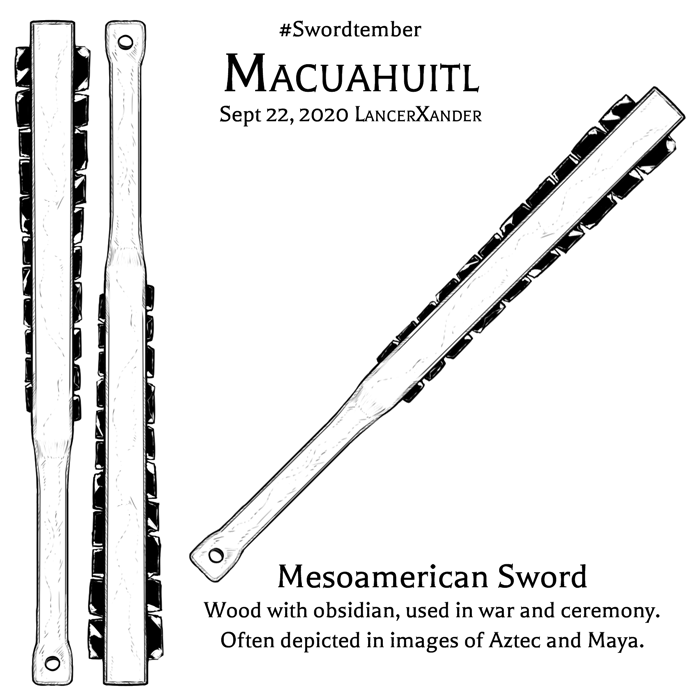 #Swordtember
Macuahuitl
Sept 22, 2020 LancerXander
Mesoamerican Sword
Wood with obsidian, used in war and ceremony.
Often depicted in images of Aztec and Maya.